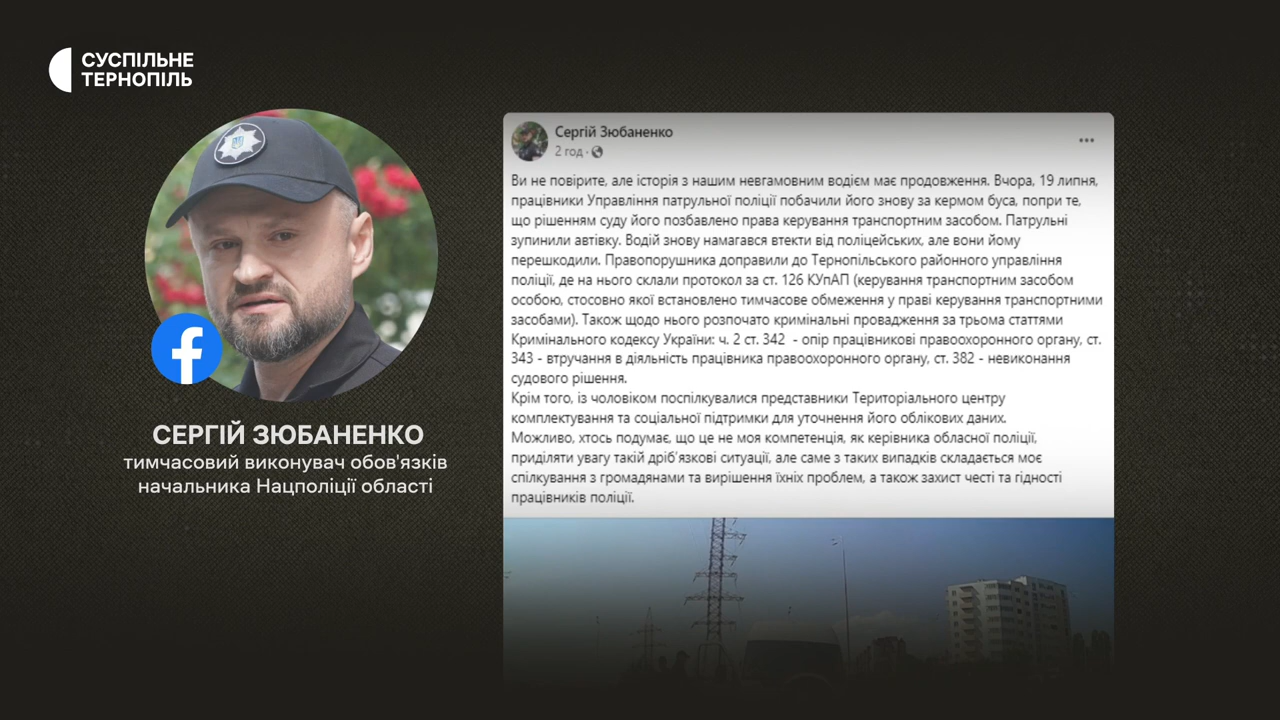 СУСПІЛЬНЕ
ТЕРНОПІЛЬ
СЕРГІЙ ЗЮБАНЕНКО
тимчасовий виконувач обов'язків
начальника Нацполіції області
Сергій Зюбаненко
2 год ·
Ви не повірите, але історія з нашим невгамовним водієм має продовження. Вчора, 19 липня,
працівники Управління патрульної поліції побачили його знову за кермом буса, попри те,
що рішенням суду його позбавлено права керування транспортним засобом. Патрульні
зупинили автівку. Водій знову намагався втекти від поліцейських, але вони йому
перешкодили. Правопорушника доправили до Тернопільського районного управління
поліції, де на нього склали протокол за ст. 126 КУпАП (керування транспортним засобом
особою, стосовно якої встановлено тимчасове обмеження у праві керування транспортними
засобами). Також щодо нього розпочато кримінальні провадження за трьома статтями
Кримінального кодексу України: ч. 2 ст. 342 - опір працівникові правоохоронного органу, ст.
343 - втручання в діяльність працівника правоохоронного органу, ст. 382 - невиконання
судового рішення.
Крім того, із чоловіком поспілкувалися представники Територіального центру
комплектування та соціальної підтримки для уточнення його облікових даних.
Можливо, хтось подумає, що це не моя компетенція, як керівника обласної поліції,
приділяти увагу такій дріб'язкові ситуації, але саме з таких випадків складається моє
спілкування з громадянами та вирішення їхніх проблем, а також захист честі та гідності
працівників поліції.